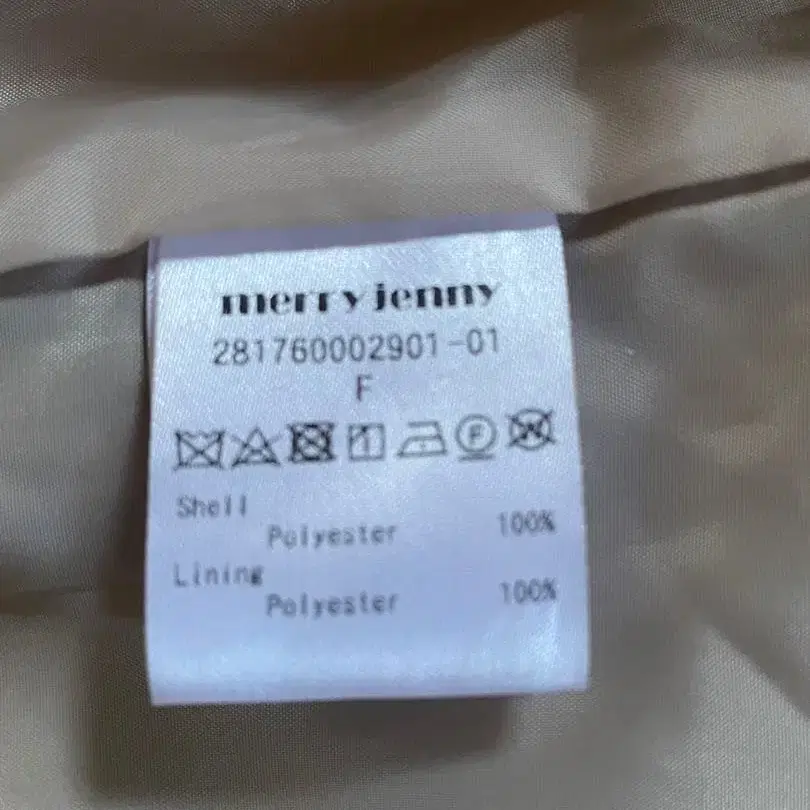 merry jenny
281760002901-01
F
F W
Shell
Polyester 100%
Lining
Polyester 100%